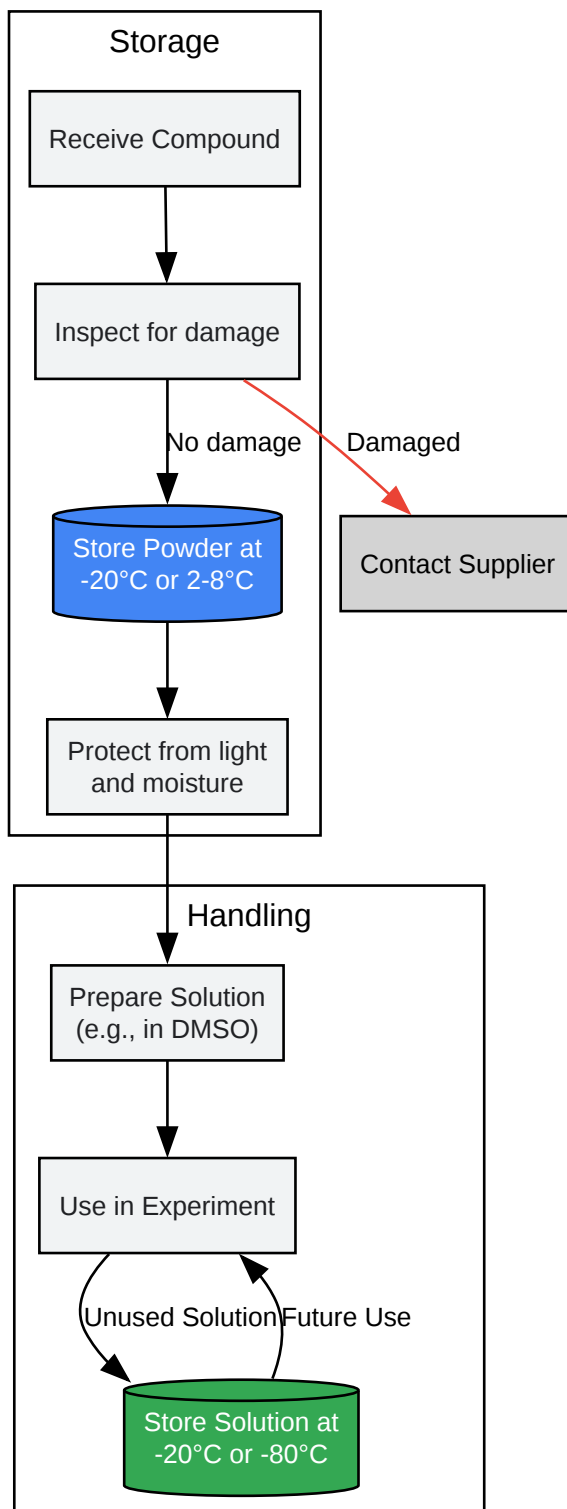 Storage
Receive Compound
Inspect for damage
No damage
Damaged
Store Powder at
-20°C or 2-8°C
Contact Supplier
Protect from light
and moisture
Handling
Prepare Solution
(e.g., in DMSO)
Use in Experiment
Unused Solution
Future Use
Store Solution at
-20°C or -80°C